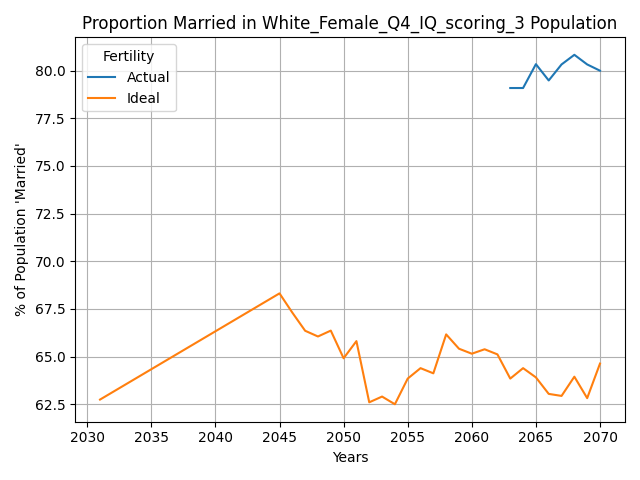 Proportion Married in White_Female_Q4_IQ_scoring_3 Population
Fertility
Actual
Ideal
80.0
77.5
75.0
72.5
70.0
67.5
65.0
62.5
% of Population 'Married'
2030
2035
2040
2045
2050
2055
2060
2065
2070
Years